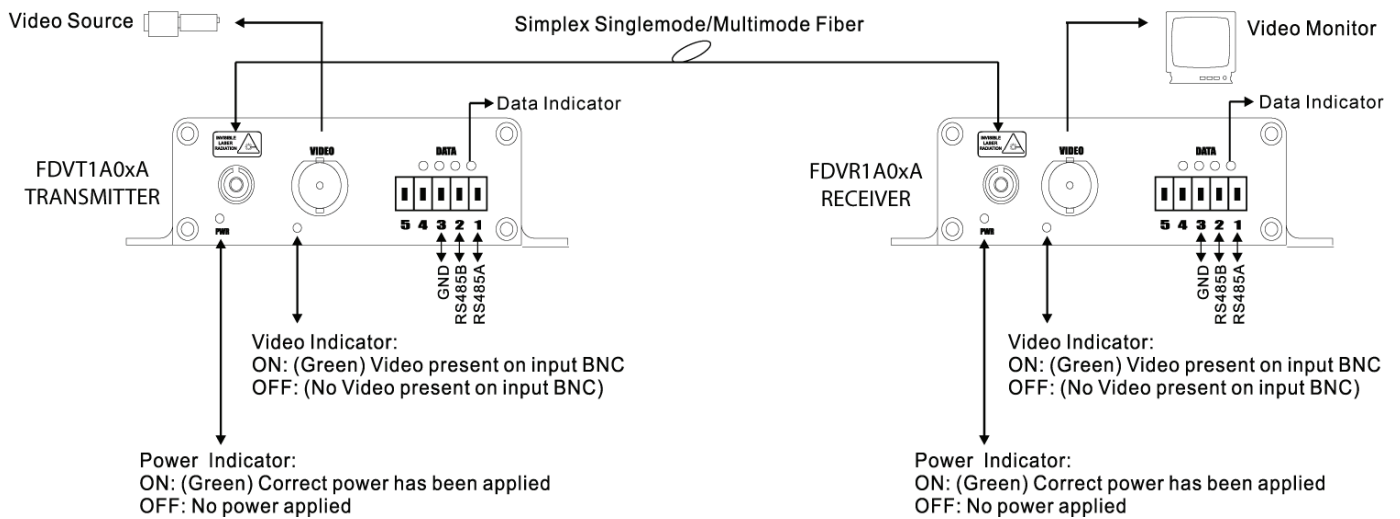 Video Source
Simplex Singlemode/Multimode Fiber
Video Monitor
Data Indicator
Data Indicator
FDVT1A0xA
TRANSMITTER
INVISIBLE
LASER
RADIATION
VIDEO
DATA
5 4 3 2 1
PWR
GND
RS485B
RS485A
FDVR1A0xA
RECEIVER
INVISIBLE
LASER
RADIATION
VIDEO
DATA
5 4 3 2 1
PWR
GND
RS485B
RS485A
Video Indicator:
ON: (Green) Video present on input BNC
OFF: (No Video present on input BNC)
Video Indicator:
ON: (Green) Video present on input BNC
OFF: (No Video present on input BNC)
Power Indicator:
ON: (Green) Correct power has been applied
OFF: No power applied
Power Indicator:
ON: (Green) Correct power has been applied
OFF: No power applied